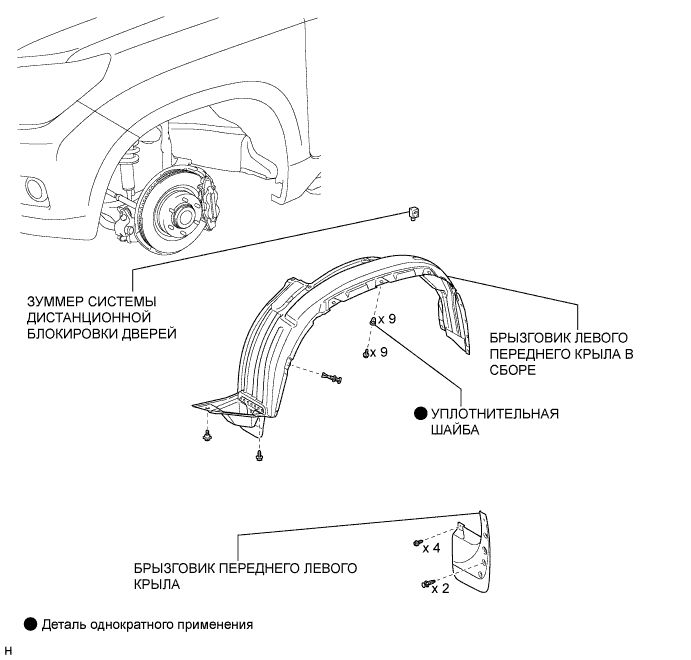 ЗУММЕР СИСТЕМЫ
ДИСТАНЦИОННОЙ
БЛОКИРОВКИ ДВЕРЕЙ
x 9
x 9
БРЫЗГОВИК ЛЕВОГО
ПЕРЕДНЕГО КРЫЛА В
СБОРЕ
УПЛОТНИТЕЛЬНАЯ
ШАЙБА
x 4
x 2
БРЫЗГОВИК ПЕРЕДНЕГО ЛЕВОГО
КРЫЛА
Деталь однократного применения
H